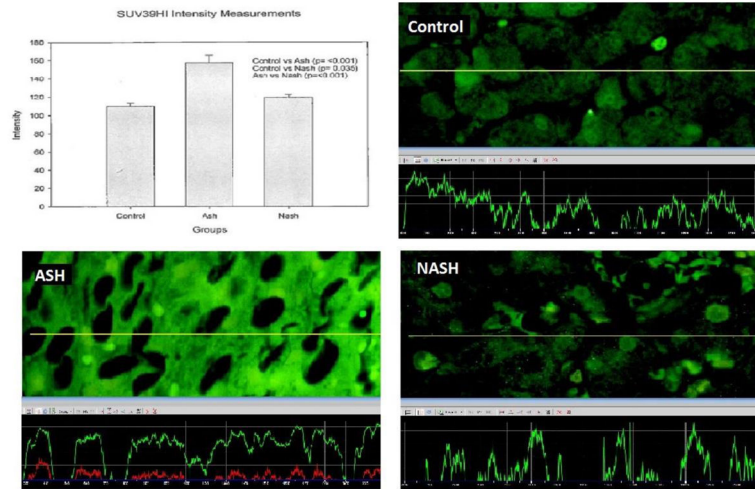 SUV39HI Intensity Measurements
180
160
140
120
100
80
60
40
20
0
Intensity
Control vs Ash (p= <0.001)
Control vs Nash (p= 0.035)
Ash vs Nash (p=<0.001)
Control
Ash
Nash
Groups
Control
ASH
NASH